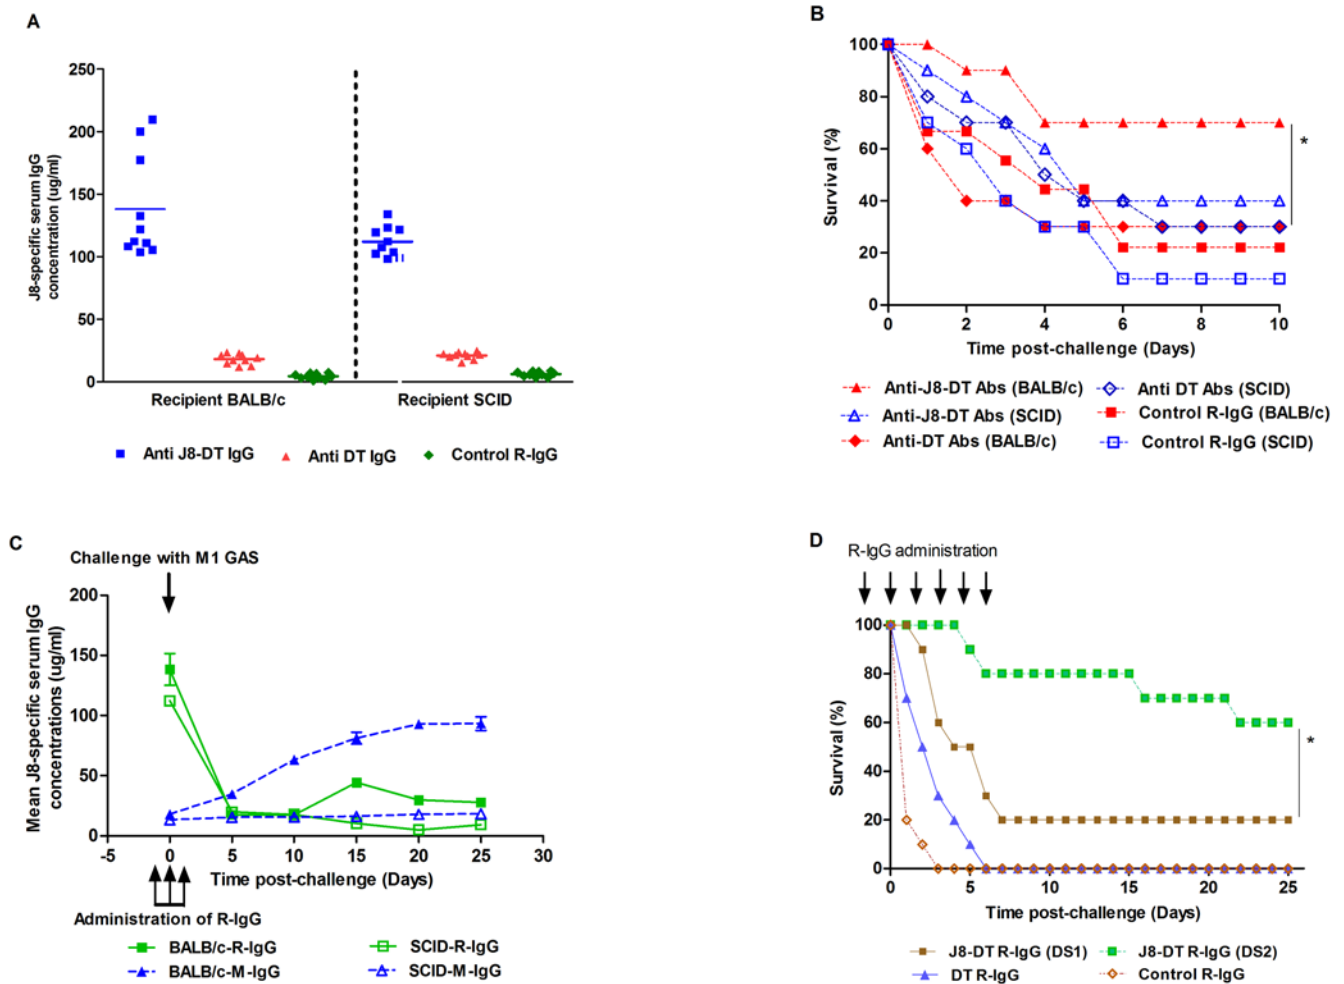 A
J8-specific serum IgG
concentration (ug/ml)
250
200
150
100
50
0
Recipient BALB/c
Recipient SCID
Anti J8-DT IgG
Anti DT IgG
Control R-IgG
B
Survival (%)
100
80
60
40
20
0
0 2 4 6 8 10
Time post-challenge (Days)
*
Anti-J8-DT Abs (BALB/c)
Anti-J8-DT Abs (SCID)
Anti-DT Abs (BALB/c)
Anti DT Abs (SCID)
Control R-IgG (BALB/c)
Control R-IgG (SCID)
C
Challenge with M1 GAS
Mean J8-specific serum IgG
concentrations (ug/ml)
200
150
100
50
0
-5 0 5 10 15 20 25 30
Time post-challenge (Days)
Administration of R-IgG
BALB/c-R-IgG
BALB/c-M-IgG
SCID-R-IgG
SCID-M-IgG
D
R-IgG administration
Survival (%)
100
80
60
40
20
0
0 5 10 15 20 25
Time post-challenge (Days)
*
J8-DT R-IgG (DS1)
DT R-IgG
J8-DT R-IgG (DS2)
Control R-IgG